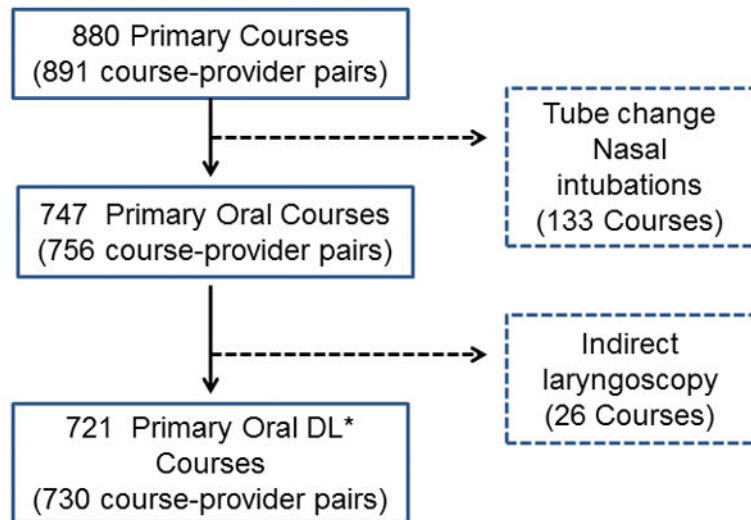 880 Primary Courses
(891 course-provider pairs)
Tube change
Nasal
intubations
(133 Courses)
747 Primary Oral Courses
(756 course-provider pairs)
Indirect
laryngoscopy
(26 Courses)
721 Primary Oral DL*
Courses
(730 course-provider pairs)